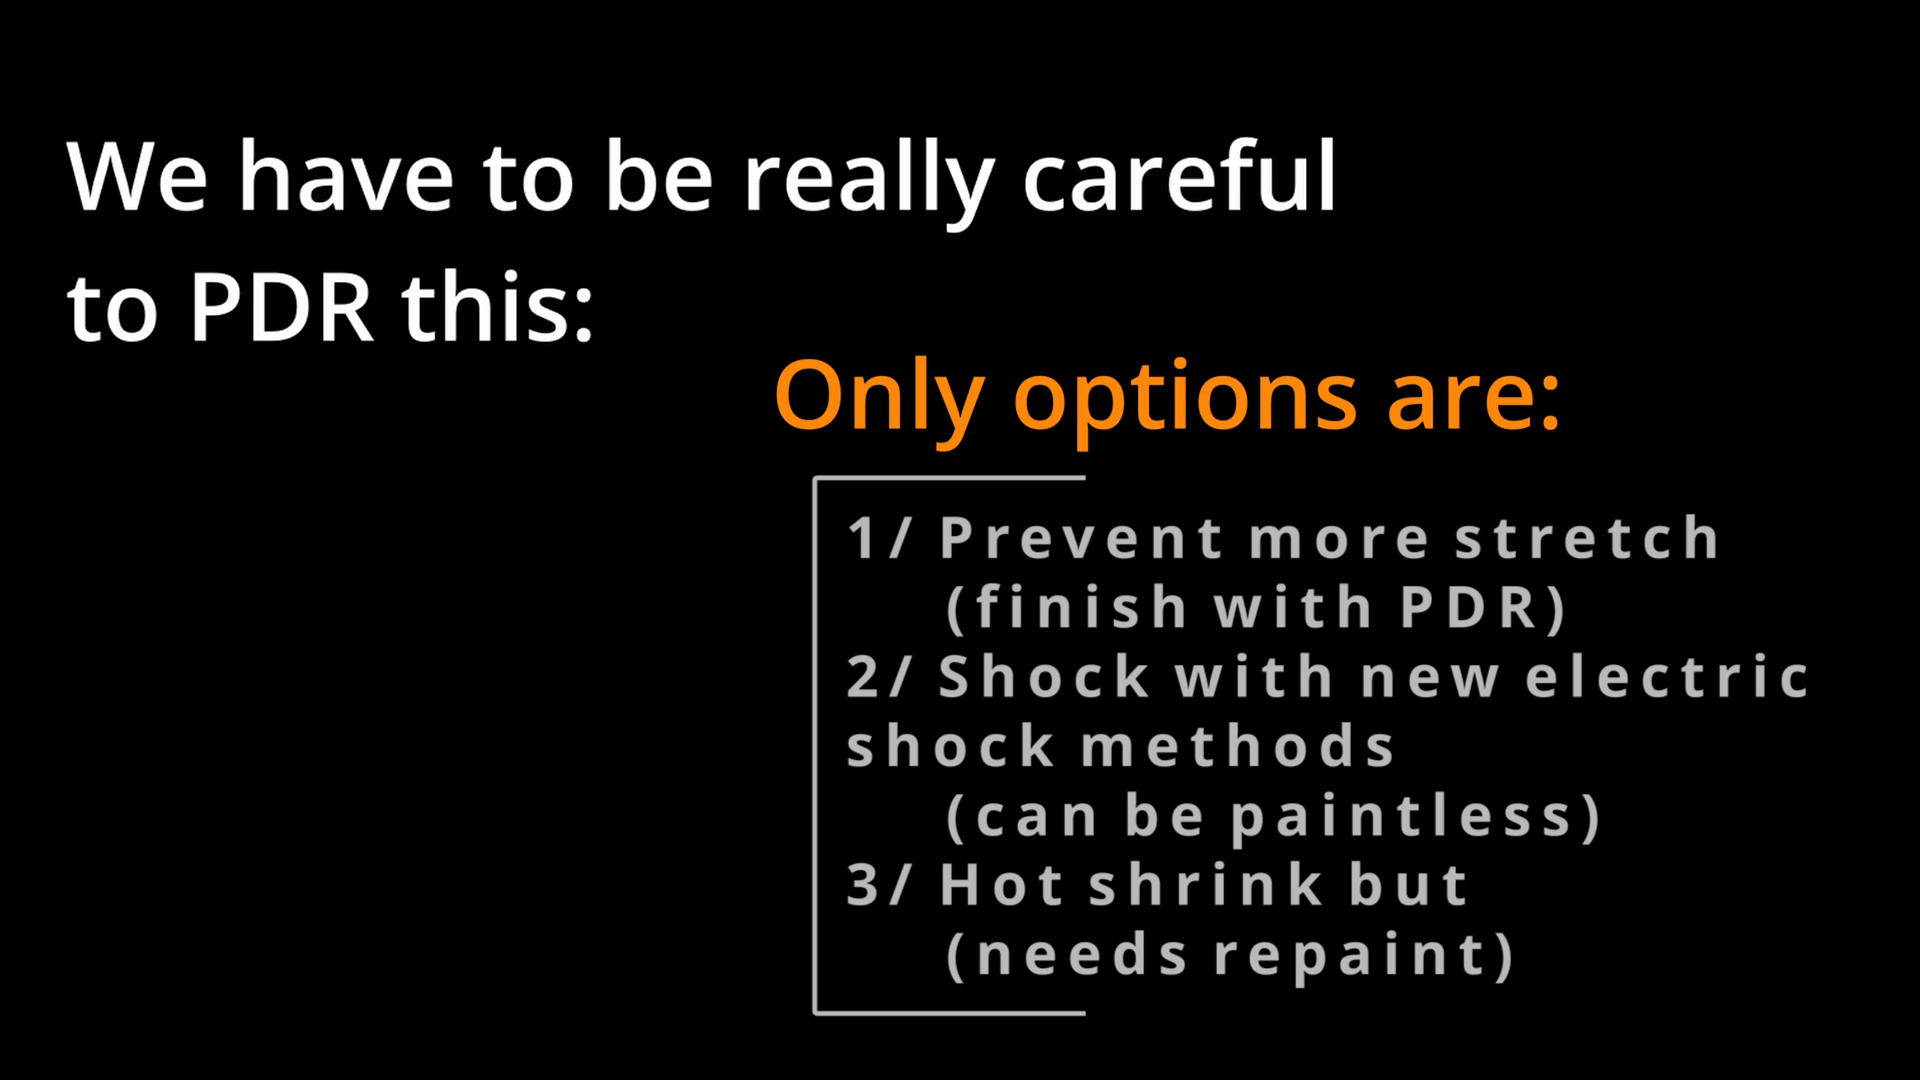 We have to be really careful
to PDR this:
Only options are:
1/ Prevent more stretch
(finish with PDR)
2/ Shock with new electric
shock methods
(can be paintless)
3/ Hot shrink but
(needs repaint)